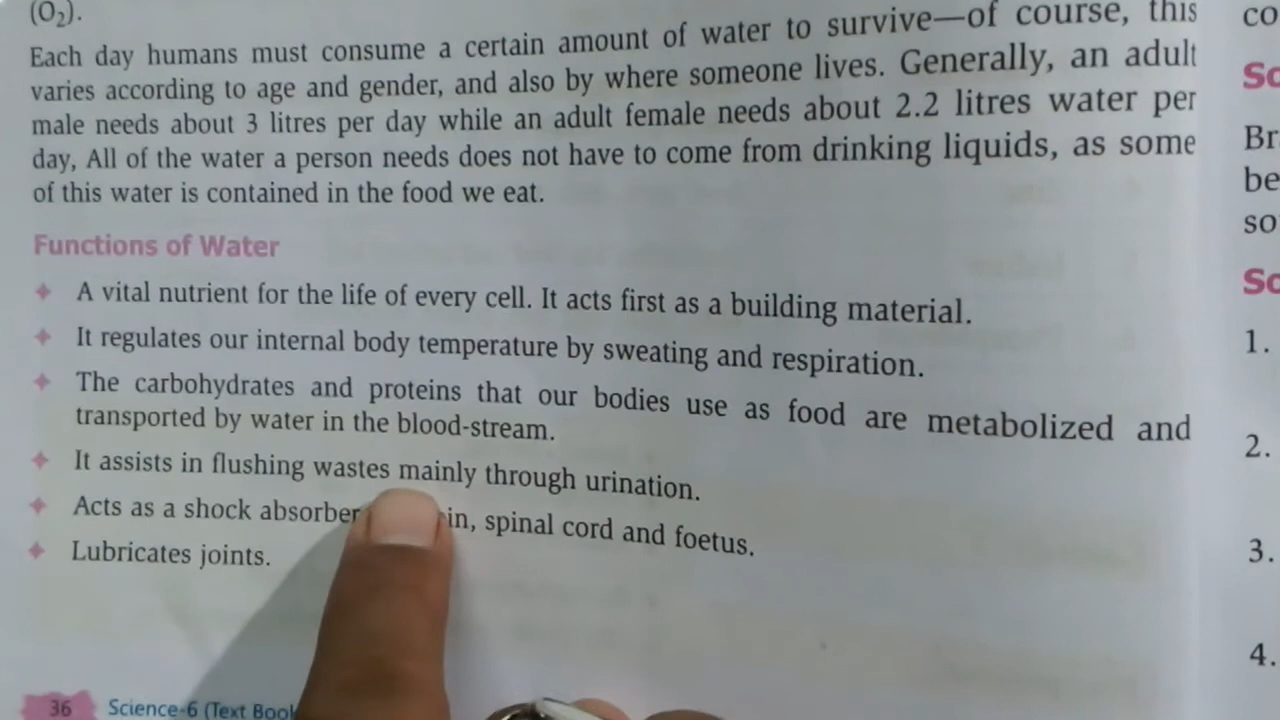 (O₂).
Each day humans must consume a certain amount of water to survive—of course, this
varies according to age and gender, and also by where someone lives. Generally, an adult
male needs about 3 litres per day while an adult female needs about 2.2 litres water per
day, All of the water a person needs does not have to come from drinking liquids, as some
of this water is contained in the food we eat.
Functions of Water
A vital nutrient for the life of every cell. It acts first as a building material.
It regulates our internal body temperature by sweating and respiration.
The carbohydrates and proteins that our bodies use as food are metabolized and
transported by water in the blood-stream.
It assists in flushing wastes mainly through urination.
Acts as a shock absorber spinal cord and foetus.
Lubricates joints.
36 Science-6 (Text Book
co
Br
be
so
1.
2.
3.
4.